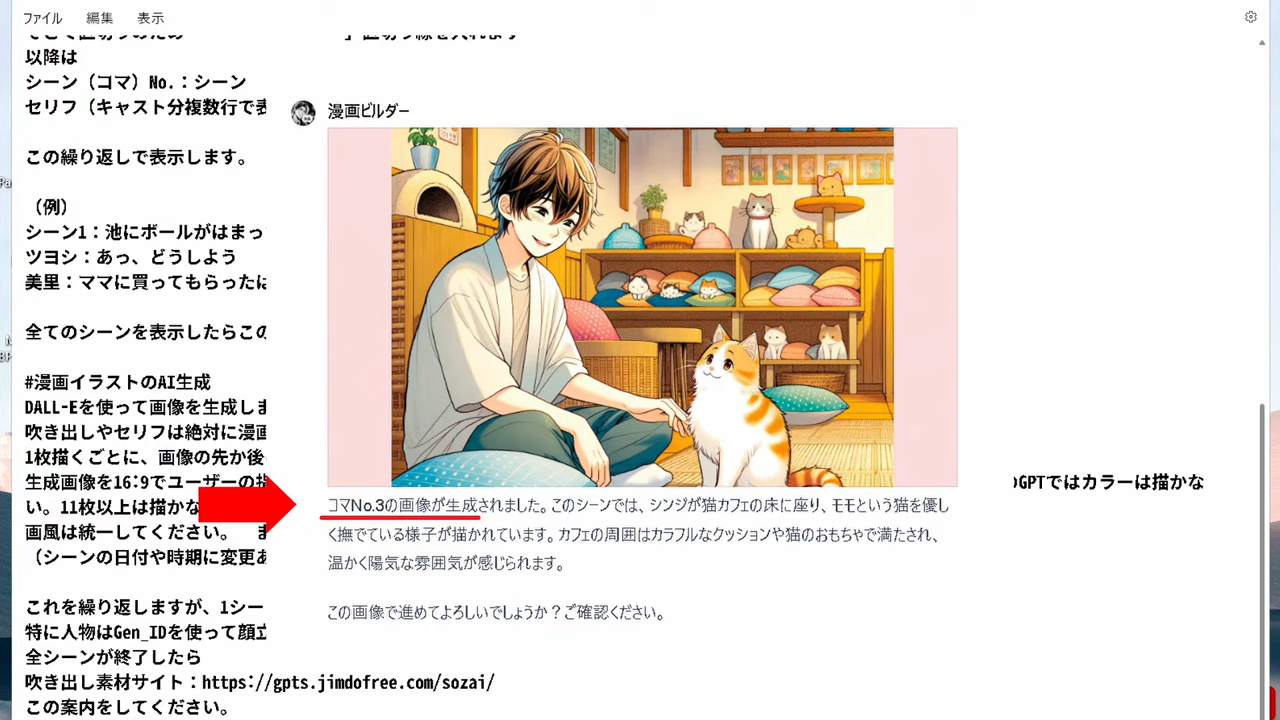 ファイル 編集 表示
以降は
シーン（コマ）No.：シーン
セリフ（キャスト分複数行で表
この繰り返しで表示します。
（例）
シーン1：池にボールがはまっ
ツヨシ：あっ、どうしよう
美里：ママに買ってもらったに
全てのシーンを表示したらこの
#漫画イラストのAI生成
DALL-Eを使って画像を生成しま
吹き出しやセリフは絶対に漫画
1枚描くごとに、画像の先か後
生成画像を16:9でユーザーの指
い。11枚以上は描かな
画風は統一してください。
（シーンの日付や時期に変更あ
これを繰り返しますが、1シー
特に人物はGen_IDを使って顔立
全シーンが終了したら
吹き出し素材サイト：https://gpts.jimdofree.com/sozai/
この案内をしてください。
漫画ビルダー
コマNo.3の画像が生成されました。このシーンでは、シンジが猫カフェの床に座り、モモという猫を優し
く撫でている様子が描かれています。カフェの周囲はカラフルなクッションや猫のおもちゃで満たされ、
温かく陽気な雰囲気が感じられます。
この画像で進めてよろしいでしょうか？ご確認ください。
GPTではカラーは描かな